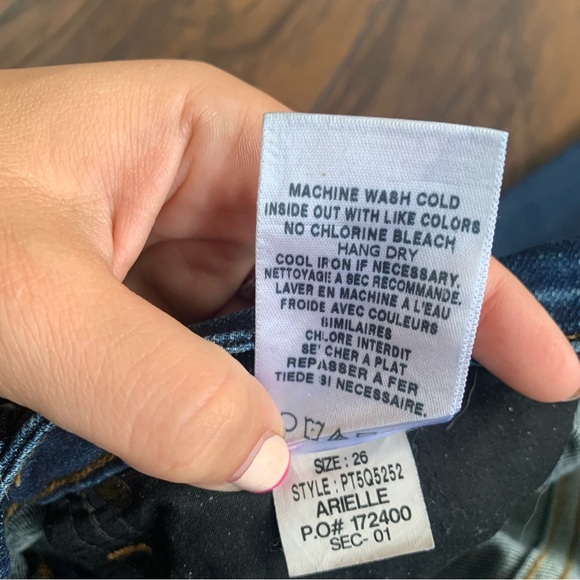 MACHINE WASH COLD
INSIDE OUT WITH LIKE COLORS
NO CHLORINE BLEACH
HANG DRY
COOL IRON IF NECESSARY.
NETTOYAGE A SEC RECOMMANDÉ.
LAVER EN MACHINE A L'EAU
FROIDE AVEC COULEURS
SIMILAIRES
CHLORE INTERDIT
SE'CHER A PLAT
REPASSER A FER
TIEDE SI NECESSAIRE.
SIZE : 26
STYLE : PT5Q5252
ARIELLE
P.O# 172400
SEC- 01